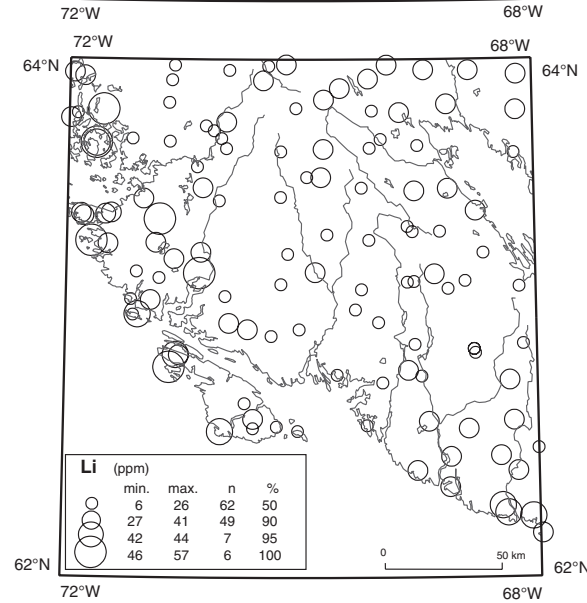 72°W 68°W
72°W 68°W
64°N 64°N
Li (ppm)
min. max. n %
6 26 62 50
27 41 49 90
42 44 7 95
46 57 6 100
0 50 km
62°N 62°N
72°W 68°W